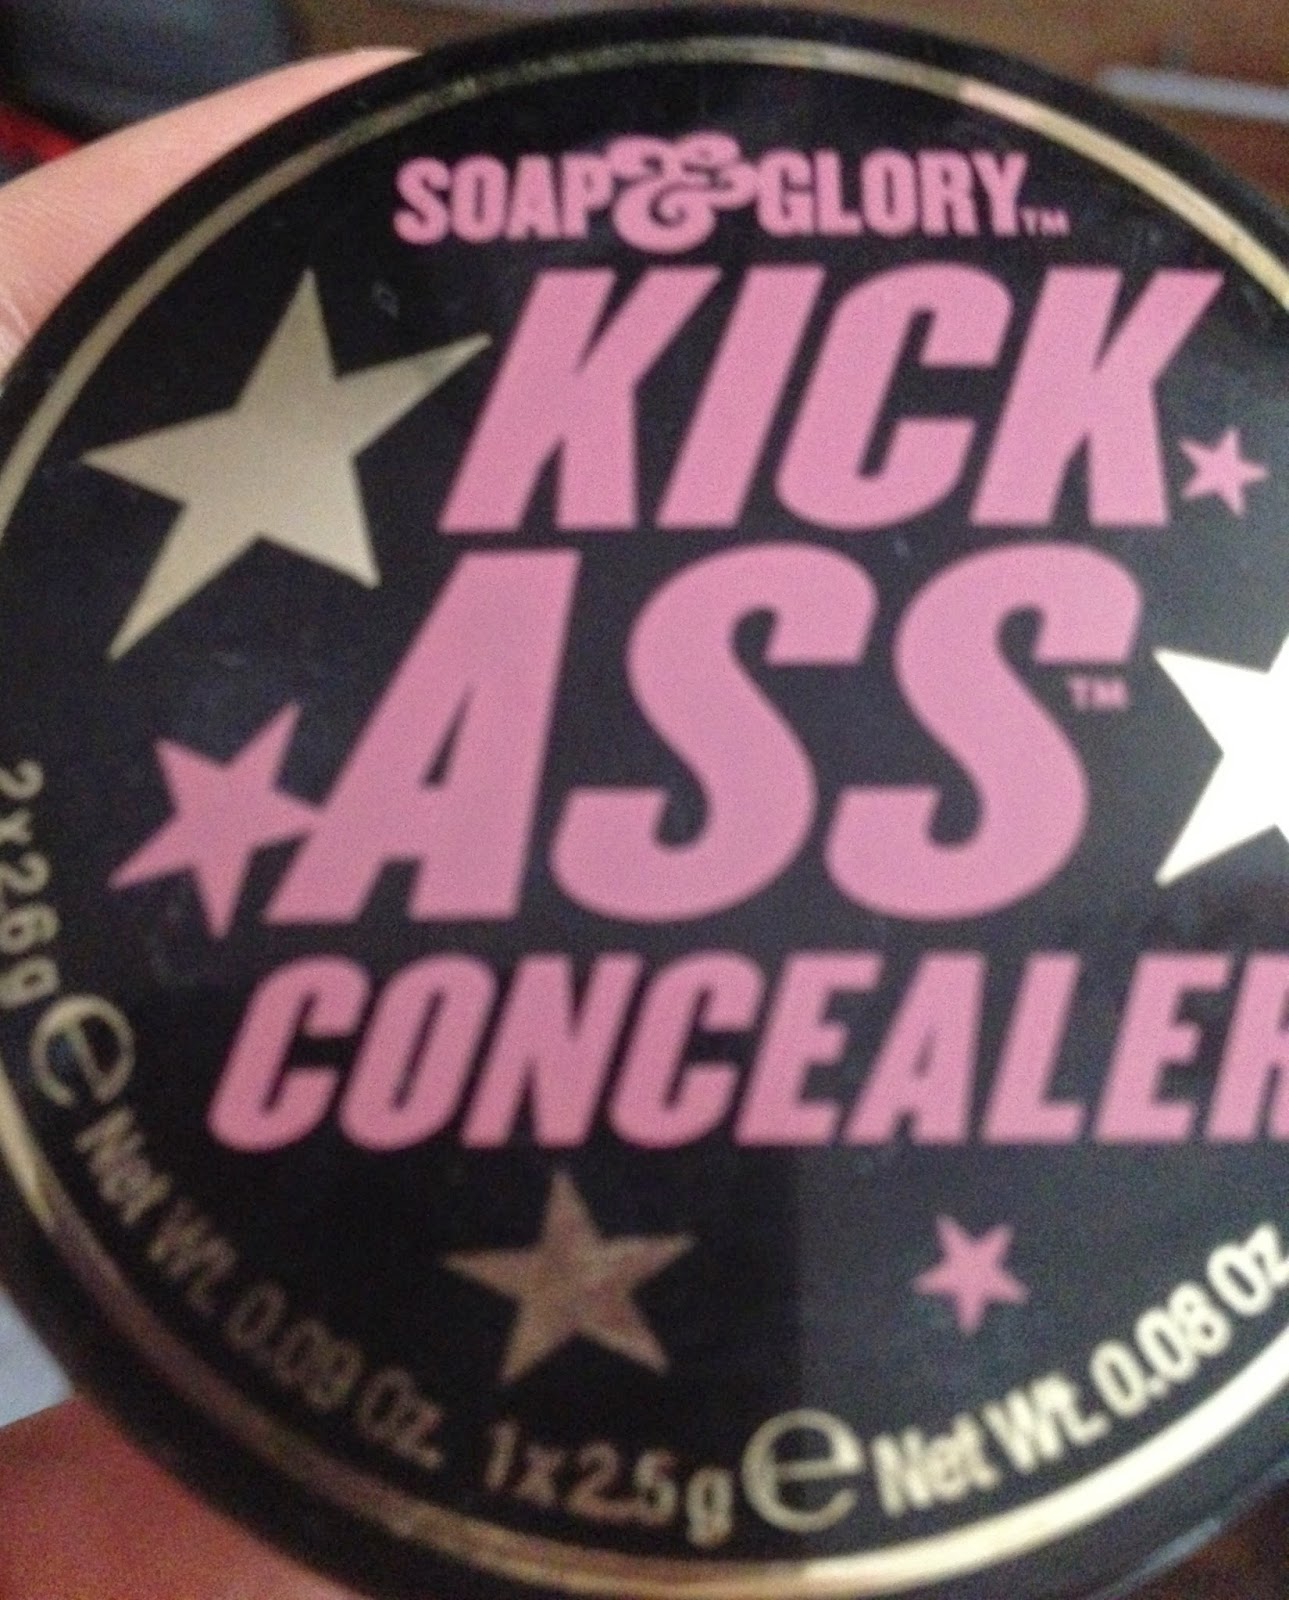 SOAP&GLORY™
KICK
ASS™
CONCEALER
2x2.6g e Net Wt. 0.09 Oz. 1x2.5g e Net Wt. 0.08 Oz